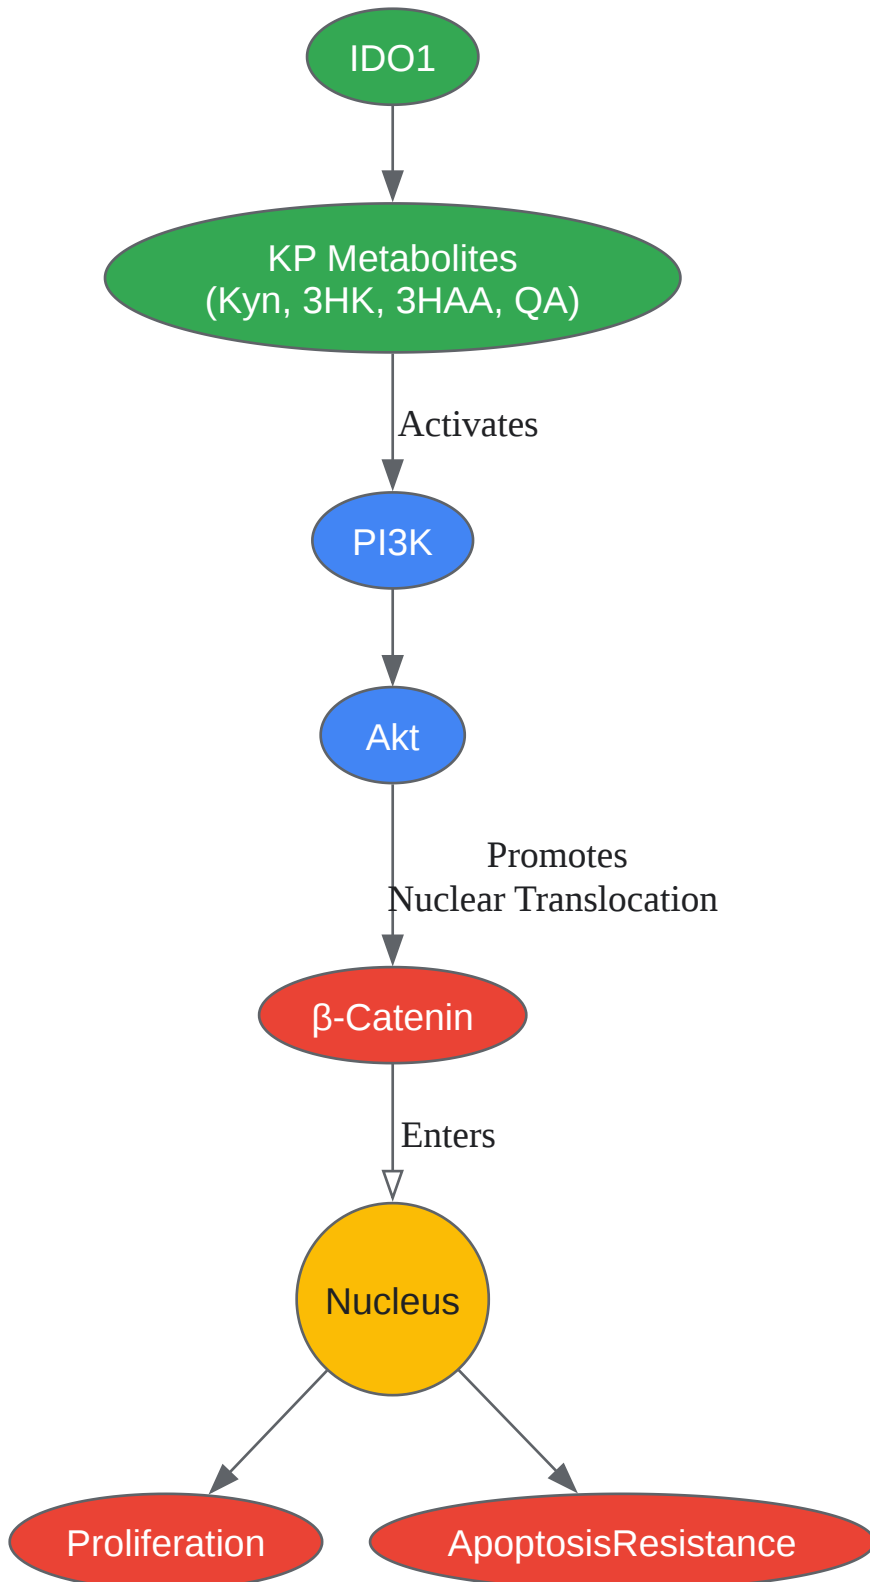 IDO1
KP Metabolites
(Kyn, 3HK, 3HAA, QA)
Activates
PI3K
Akt
Promotes
Nuclear Translocation
β-Catenin
Enters
Nucleus
Proliferation
ApoptosisResistance